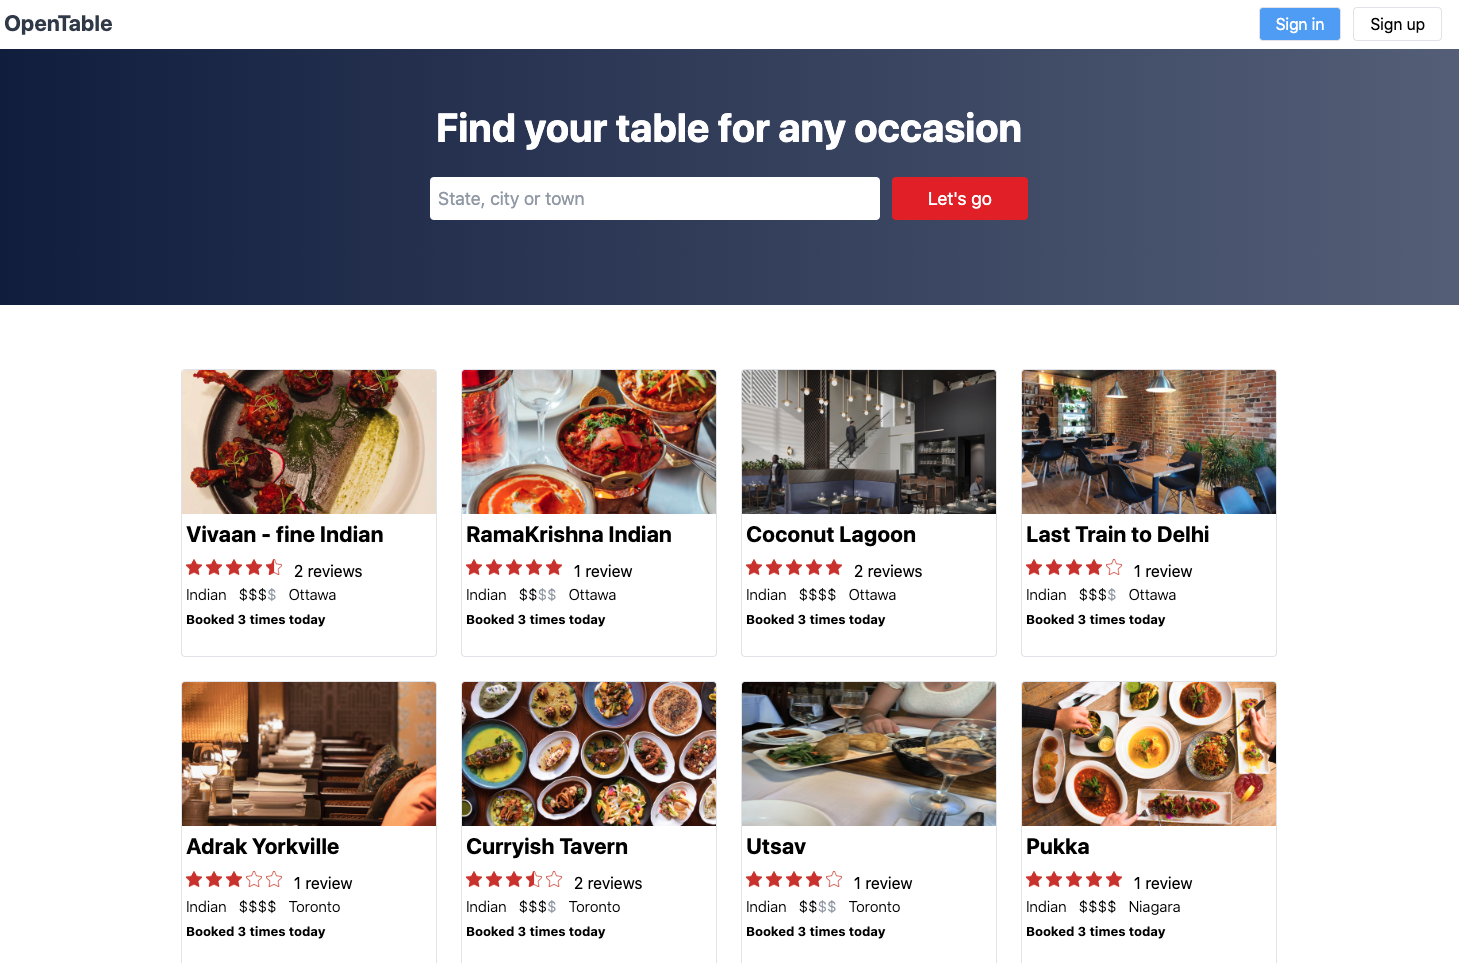 OpenTable
Sign in
Sign up
Find your table for any occasion
State, city or town
Let's go
Vivaan - fine Indian
2 reviews
Indian $$$$ Ottawa
Booked 3 times today
RamaKrishna Indian
1 review
Indian $$$$ Ottawa
Booked 3 times today
Coconut Lagoon
2 reviews
Indian $$$$ Ottawa
Booked 3 times today
Last Train to Delhi
1 review
Indian $$$$ Ottawa
Booked 3 times today
Adrak Yorkville
1 review
Indian $$$$ Toronto
Booked 3 times today
Curryish Tavern
2 reviews
Indian $$$$ Toronto
Booked 3 times today
Utsav
1 review
Indian $$$$ Toronto
Booked 3 times today
Pukka
1 review
Indian $$$$ Niagara
Booked 3 times today